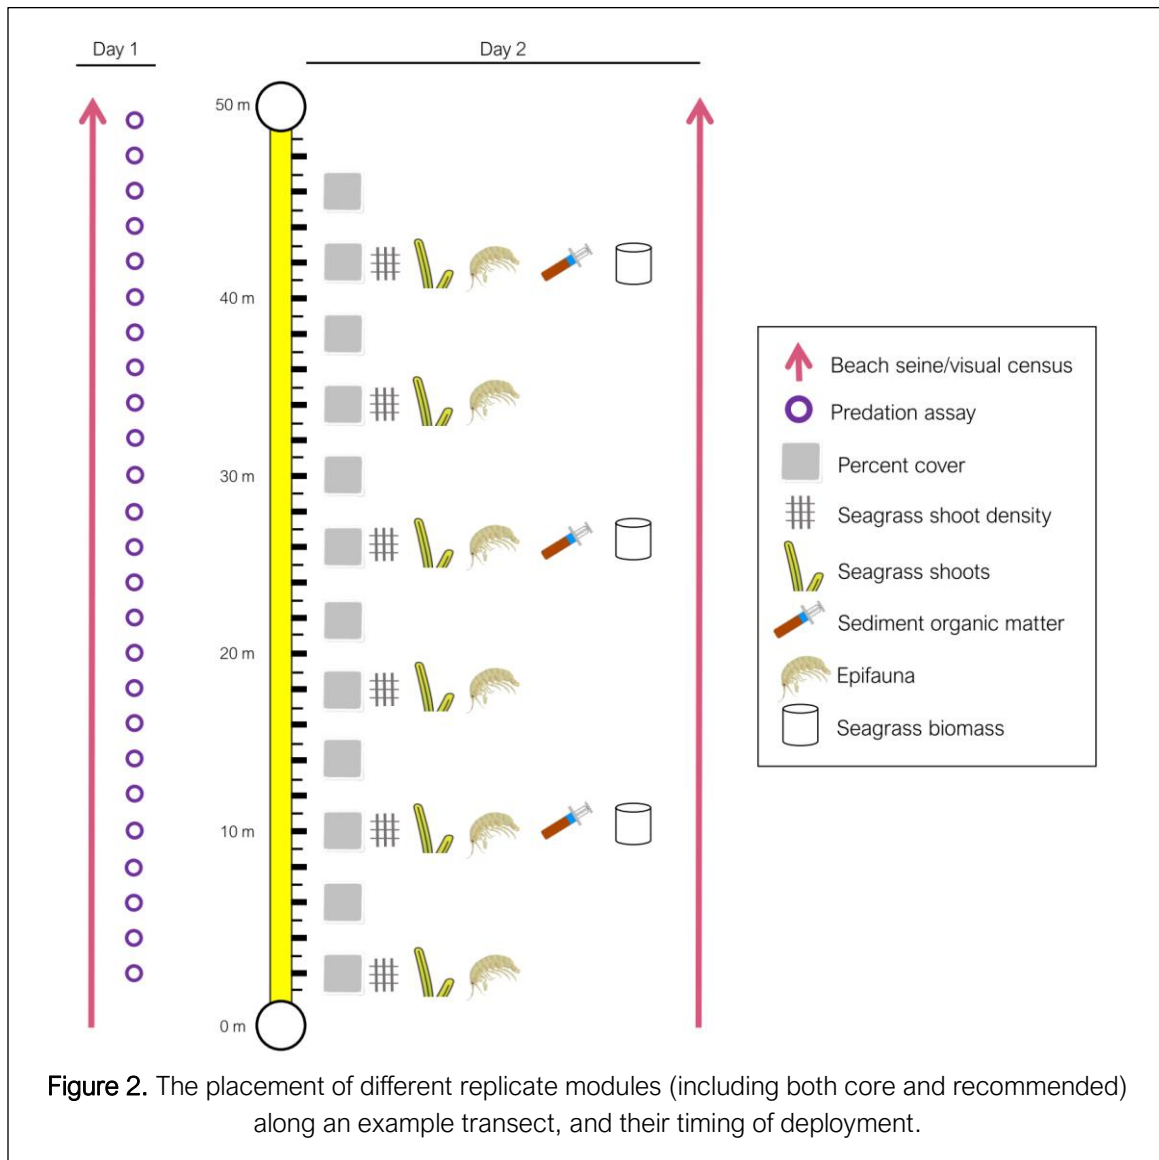 Day 1
Day 2
50 m
40 m
30 m
20 m
10 m
0 m
Beach seine/visual census
Predation assay
Percent cover
Seagrass shoot density
Seagrass shoots
Sediment organic matter
Epifauna
Seagrass biomass
Figure 2. The placement of different replicate modules (including both core and recommended)
along an example transect, and their timing of deployment.